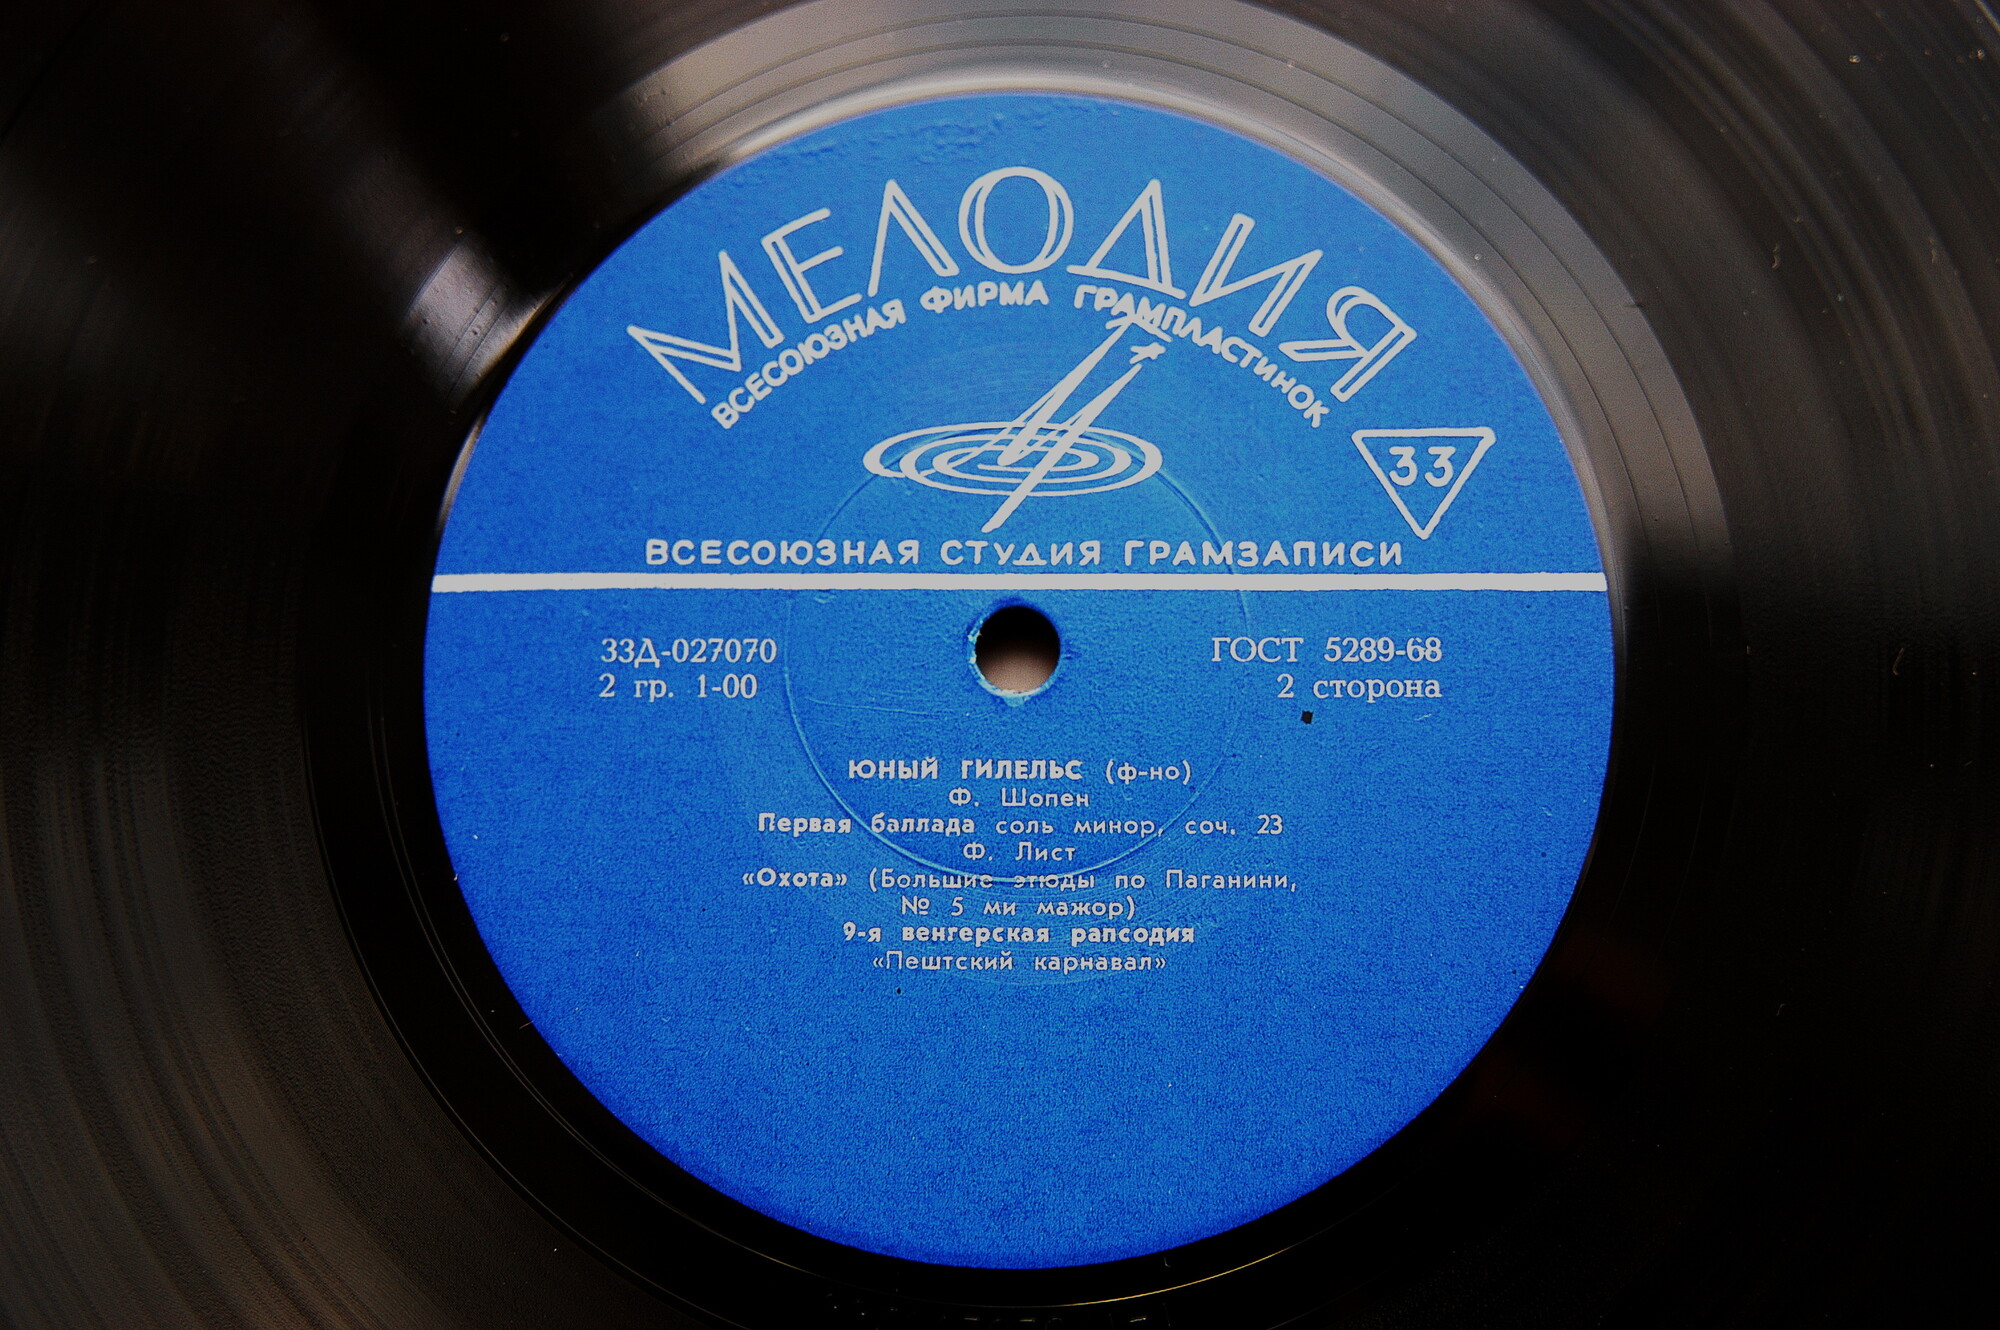 МЕЛОДИЯ
ВСЕСОЮЗНАЯ ФИРМА ГРАМПЛАСТИНОК
33
ВСЕСОЮЗНАЯ СТУДИЯ ГРАМЗАПИСИ
33Д-027070
2 гр. 1-00
ГОСТ 5289-68
2 сторона
ЮНЫЙ ГИЛЕЛЬС (ф-но)
Ф. Шопен
Первая баллада соль минор, соч. 23
Ф. Лист
«Охота» (Большие этюды по Паганини,
№ 5 ми мажор)
9-я венгерская рапсодия
«Пештский карнавал»